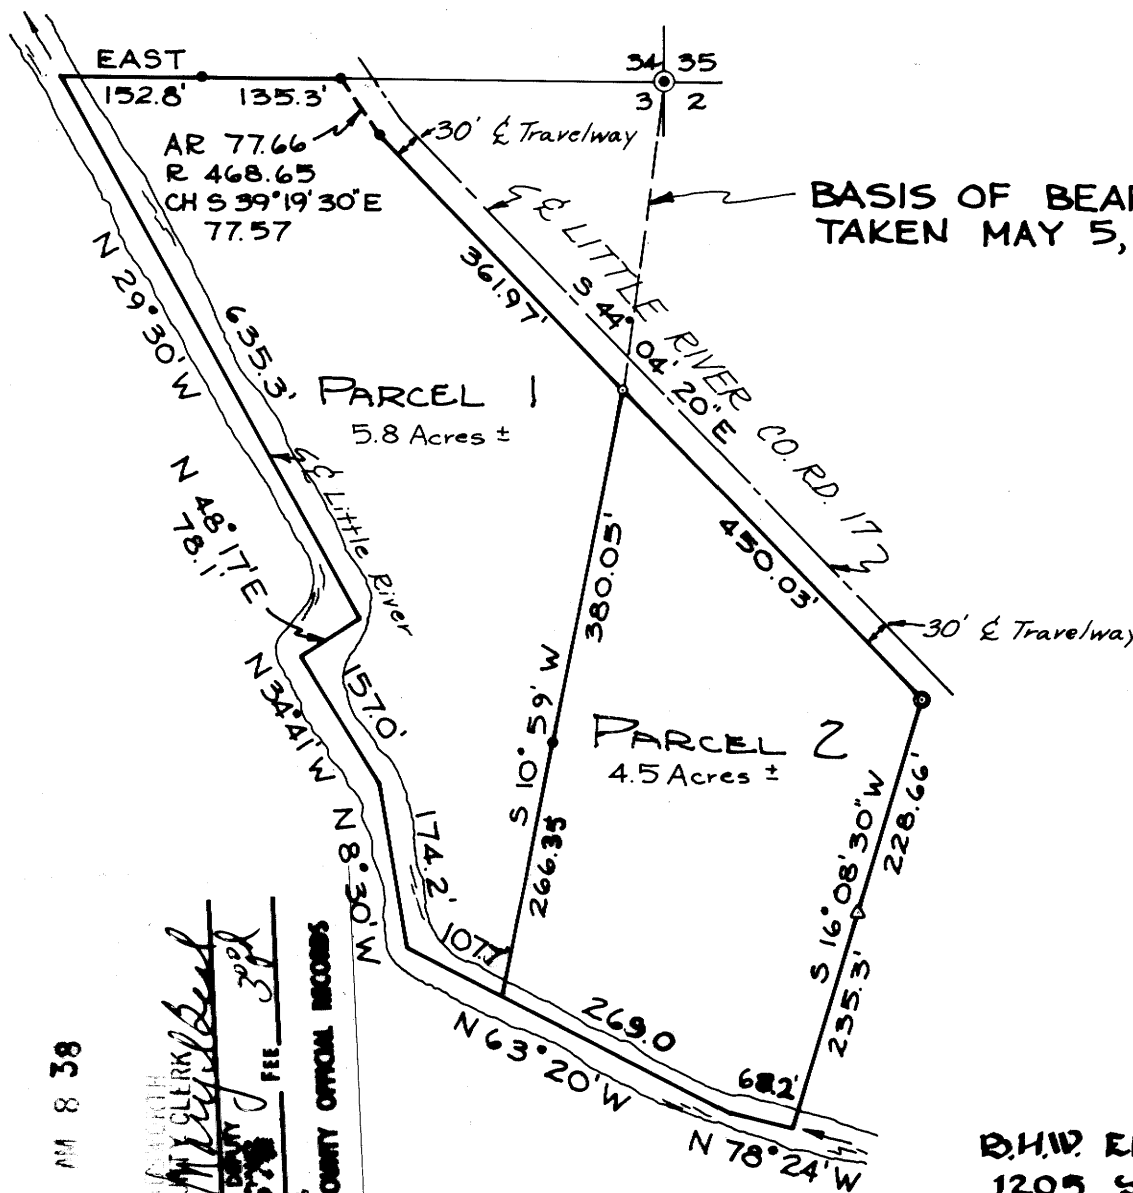 EAST
152.8' 135.3'
34 35
3 2
AR 77.66
R 468.65
CH S 39°19'30"E
77.57
30' ℄ Travelway
BASIS OF
TAKEN MAY 5,
℄ LITTLE RIVER CO. RD. 17
S 44° 04' 20" E
361.97'
N 29°30' W
635.3'
PARCEL 1
5.8 Acres ±
℄ Little River
N 48°17'E
78.1'
380.05'
450.03'
30' ℄ Travelway
N 34°41' W
157.0'
S 10° 59' W
PARCEL 2
4.5 Acres ±
228.66'
S 16°08'30"W
N 8°30' W
174.2'
266.35
107.7
235.3'
269.0
N 63°20' W
N 78°24' W
AM 8 38
CLERK
DEPUTY
FEE
OFFICIAL RECORDS
B.H.W.
1205